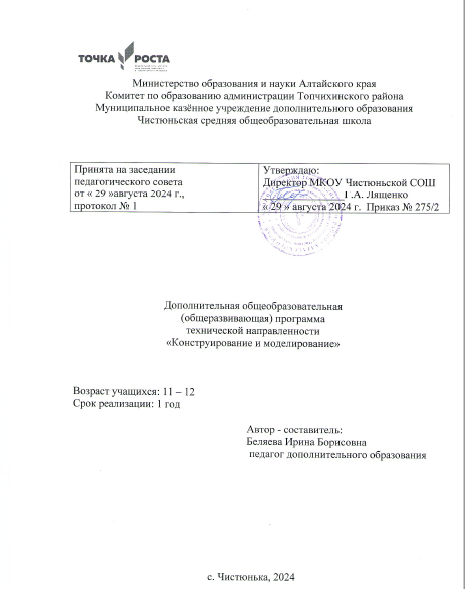 ТОЧКА РОСТА
Министерство образования и науки Алтайского края
Комитет по образованию администрации Топчихинского района
Муниципальное казённое учреждение дополнительного образования
Чистюньская средняя общеобразовательная школа
Принята на заседании
педагогического совета
от « 29 »августа 2024 г.,
протокол № 1
Утверждаю:
Директор МКОУ Чистюньской СОШ
Г.А. Лященко
« 29 » августа 2024 г. Приказ № 275/2
Дополнительная общеобразовательная
(общеразвивающая) программа
технической направленности
«Конструирование и моделирование»
Возраст учащихся: 11 – 12
Срок реализации: 1 год
Автор - составитель:
Беляева Ирина Борисовна
педагог дополнительного образования
с. Чистюнька, 2024